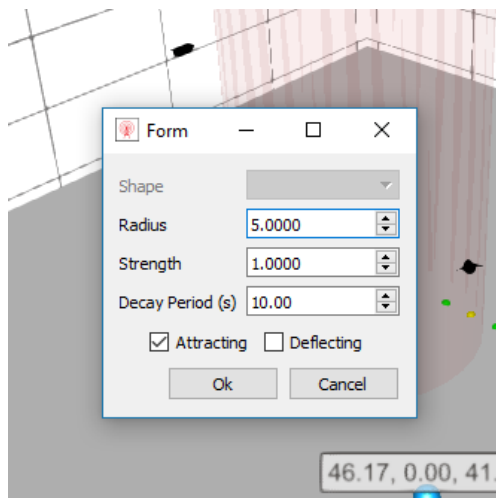 Form
Shape
Radius 5.0000
Strength 1.0000
Decay Period (s) 10.00
Attracting Deflecting
Ok Cancel
46.17, 0.00, 41.